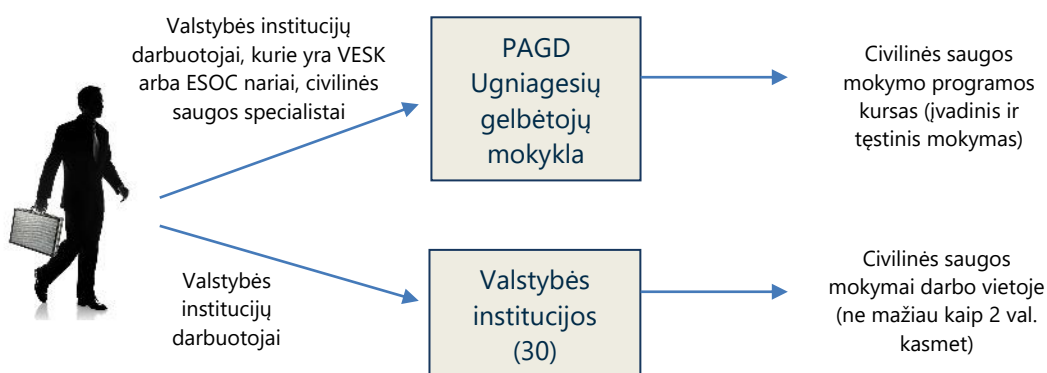 Valstybės institucijų
darbuotojai, kurie yra VESK
arba ESOC nariai, civilinės
saugos specialistai
PAGD
Ugniagesių
gelbėtojų
mokykla
Civilinės saugos
mokymo programos
kursas (įvadinis ir
tęstinis mokymas)
Valstybės
institucijų
darbuotojai
Valstybės
institucijos
(30)
Civilinės saugos
mokymai darbo vietoje
(ne mažiau kaip 2 val.
kasmet)